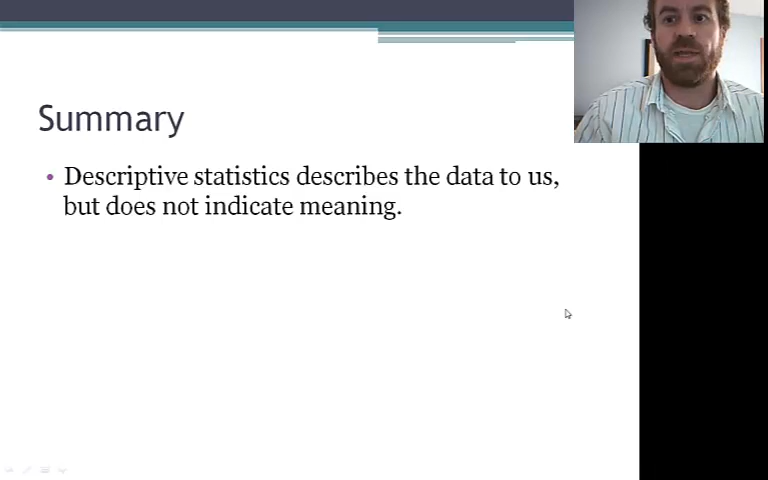 Summary
• Descriptive statistics describes the data to us,
but does not indicate meaning.